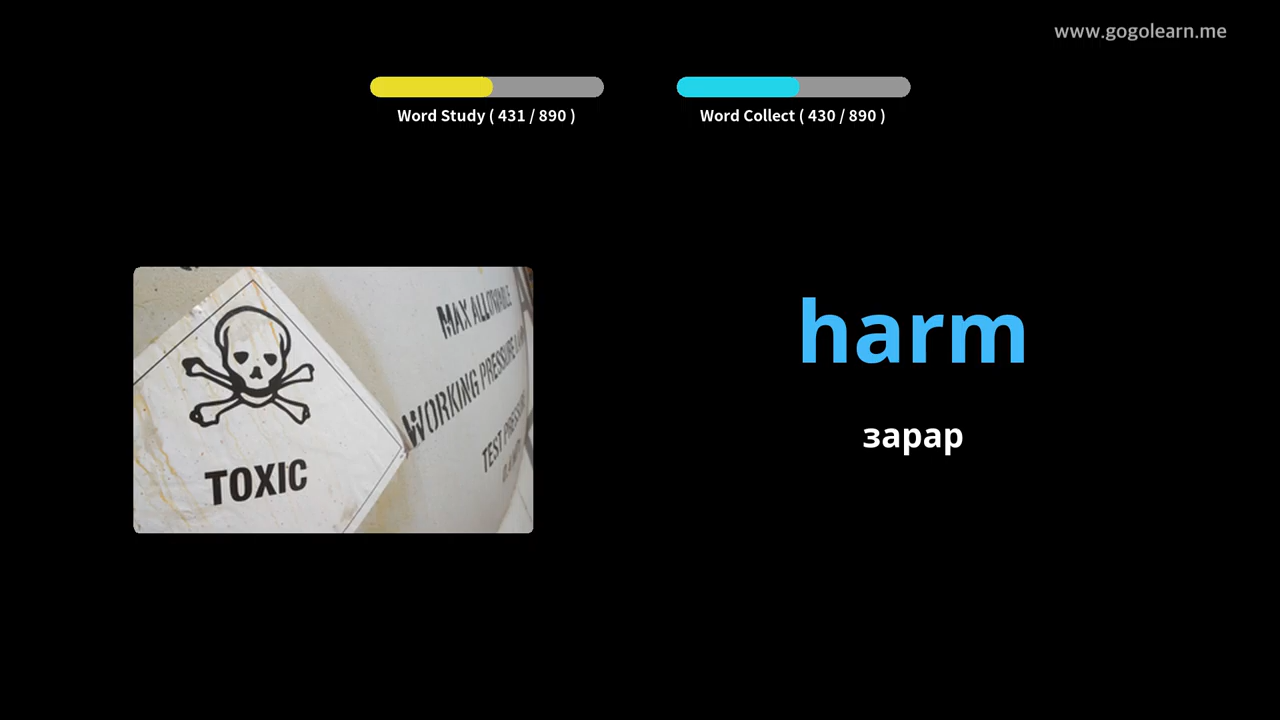 www.gogolearn.me
Word Study ( 431 / 890 )
Word Collect ( 430 / 890 )
MAX ALLOWABLE
WORKING PRESSURE
TEST PRESSURE
TOXIC
harm
зарар